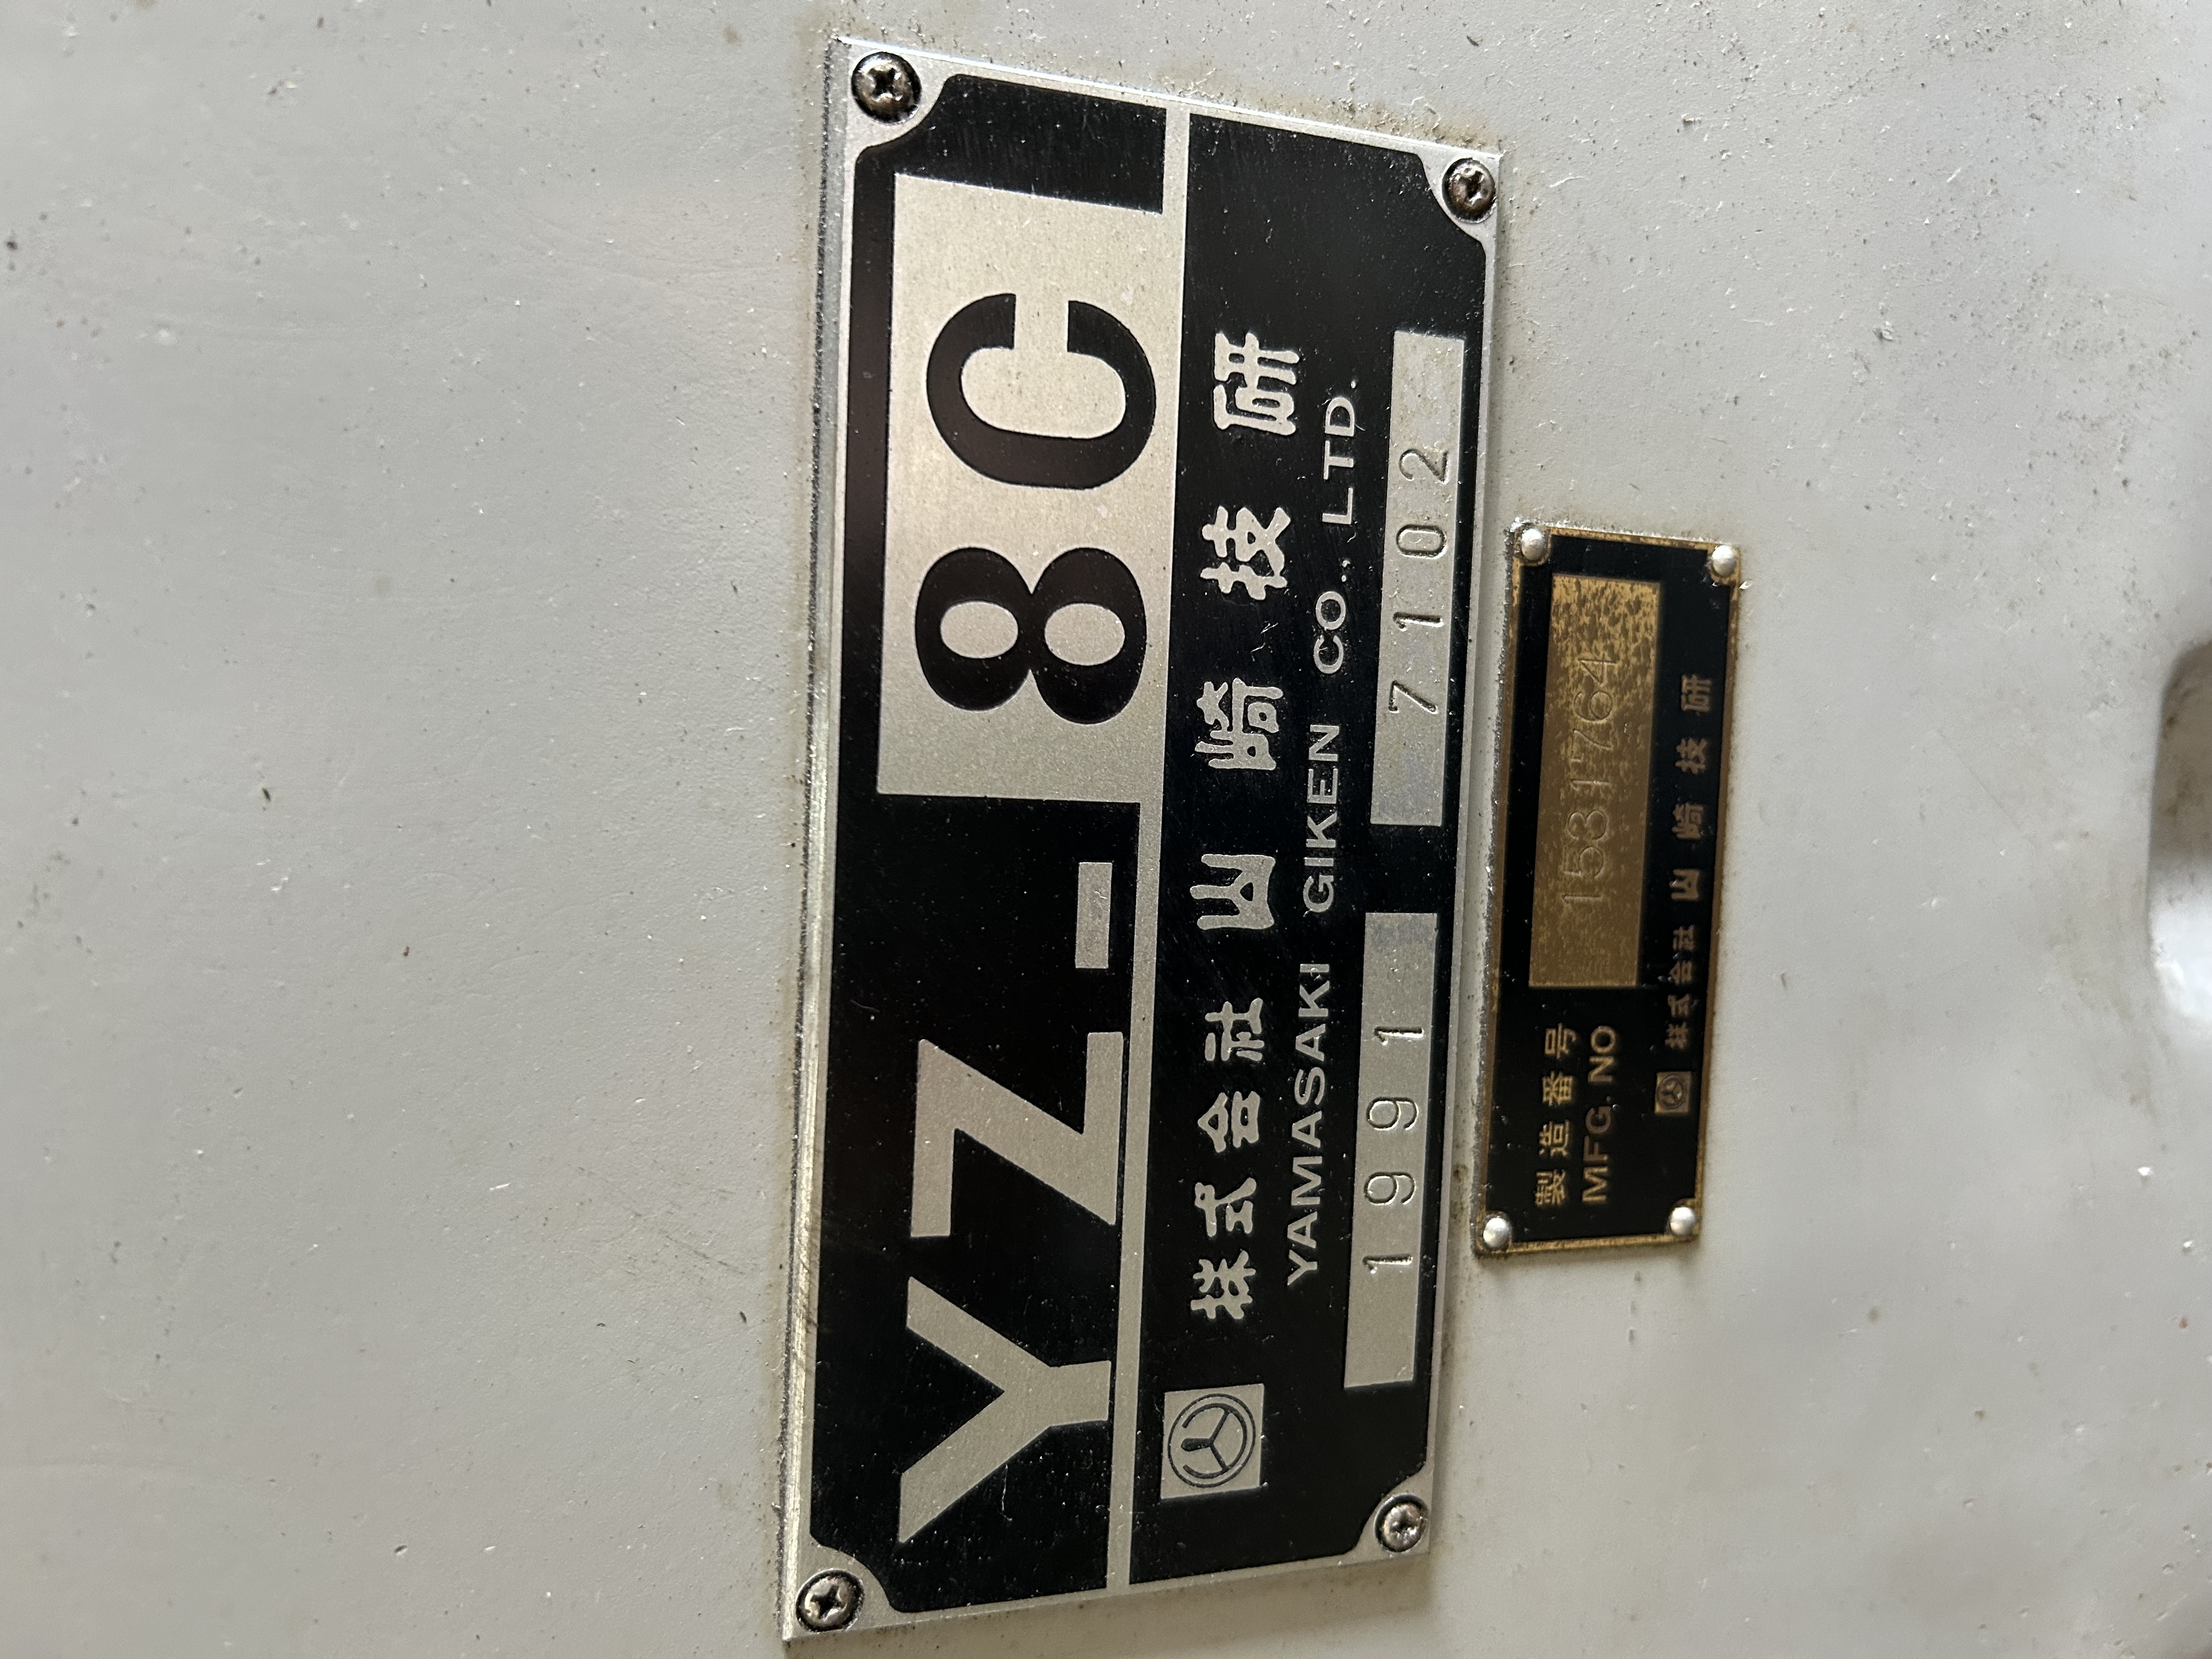 YZ-8C
株式会社 山崎技研
YAMASAKI GIKEN CO., LTD.
1991 7102
製造番号 1531764
MFG. NO
株式会社 山崎技研